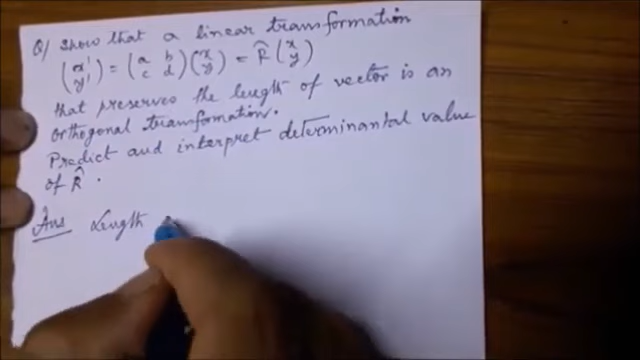 Q/ Show that a linear transformation
(x' y') = (a b c d) (x y) = R̂ (x y)
that preserves the length of vector is an
orthogonal transformation.
Predict and interpret determinantal value
of R̂.
Ans Length